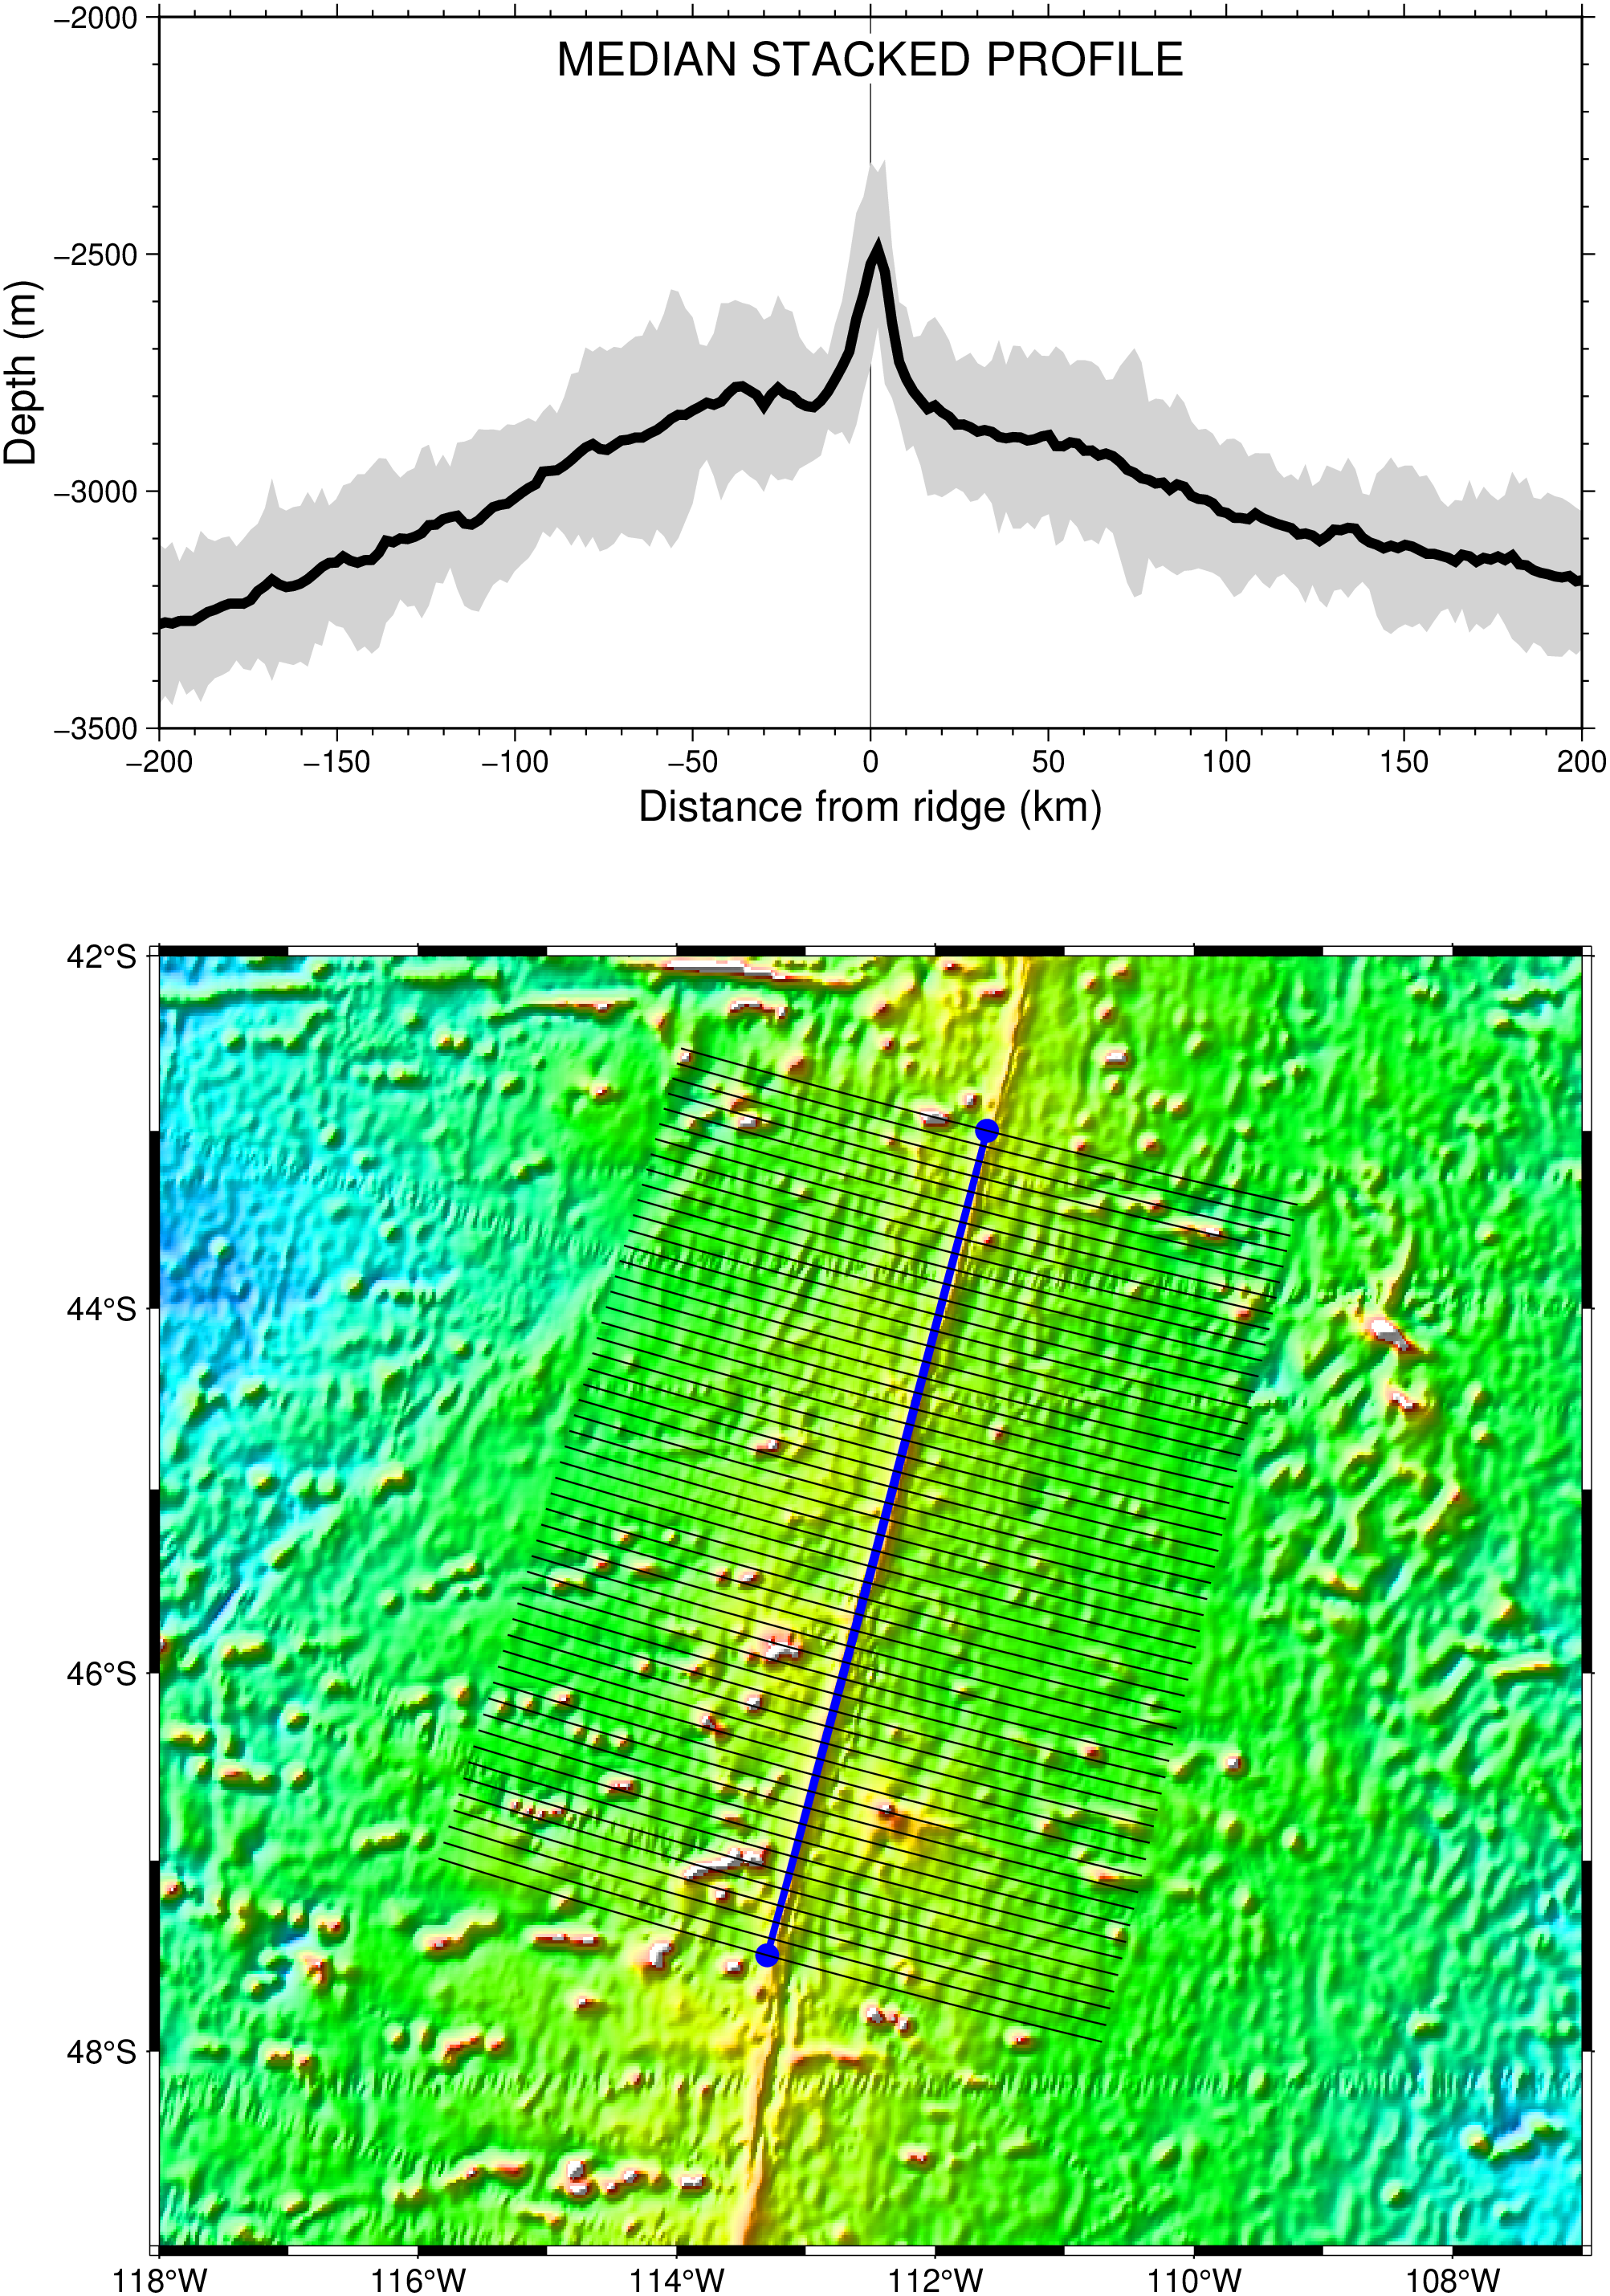 MEDIAN STACKED PROFILE
Depth (m)
−2000
−2500
−3000
−3500
−200 −150 −100 −50 0 50 100 150 200
Distance from ridge (km)
42°S
44°S
46°S
48°S
118°W 116°W 114°W 112°W 110°W 108°W